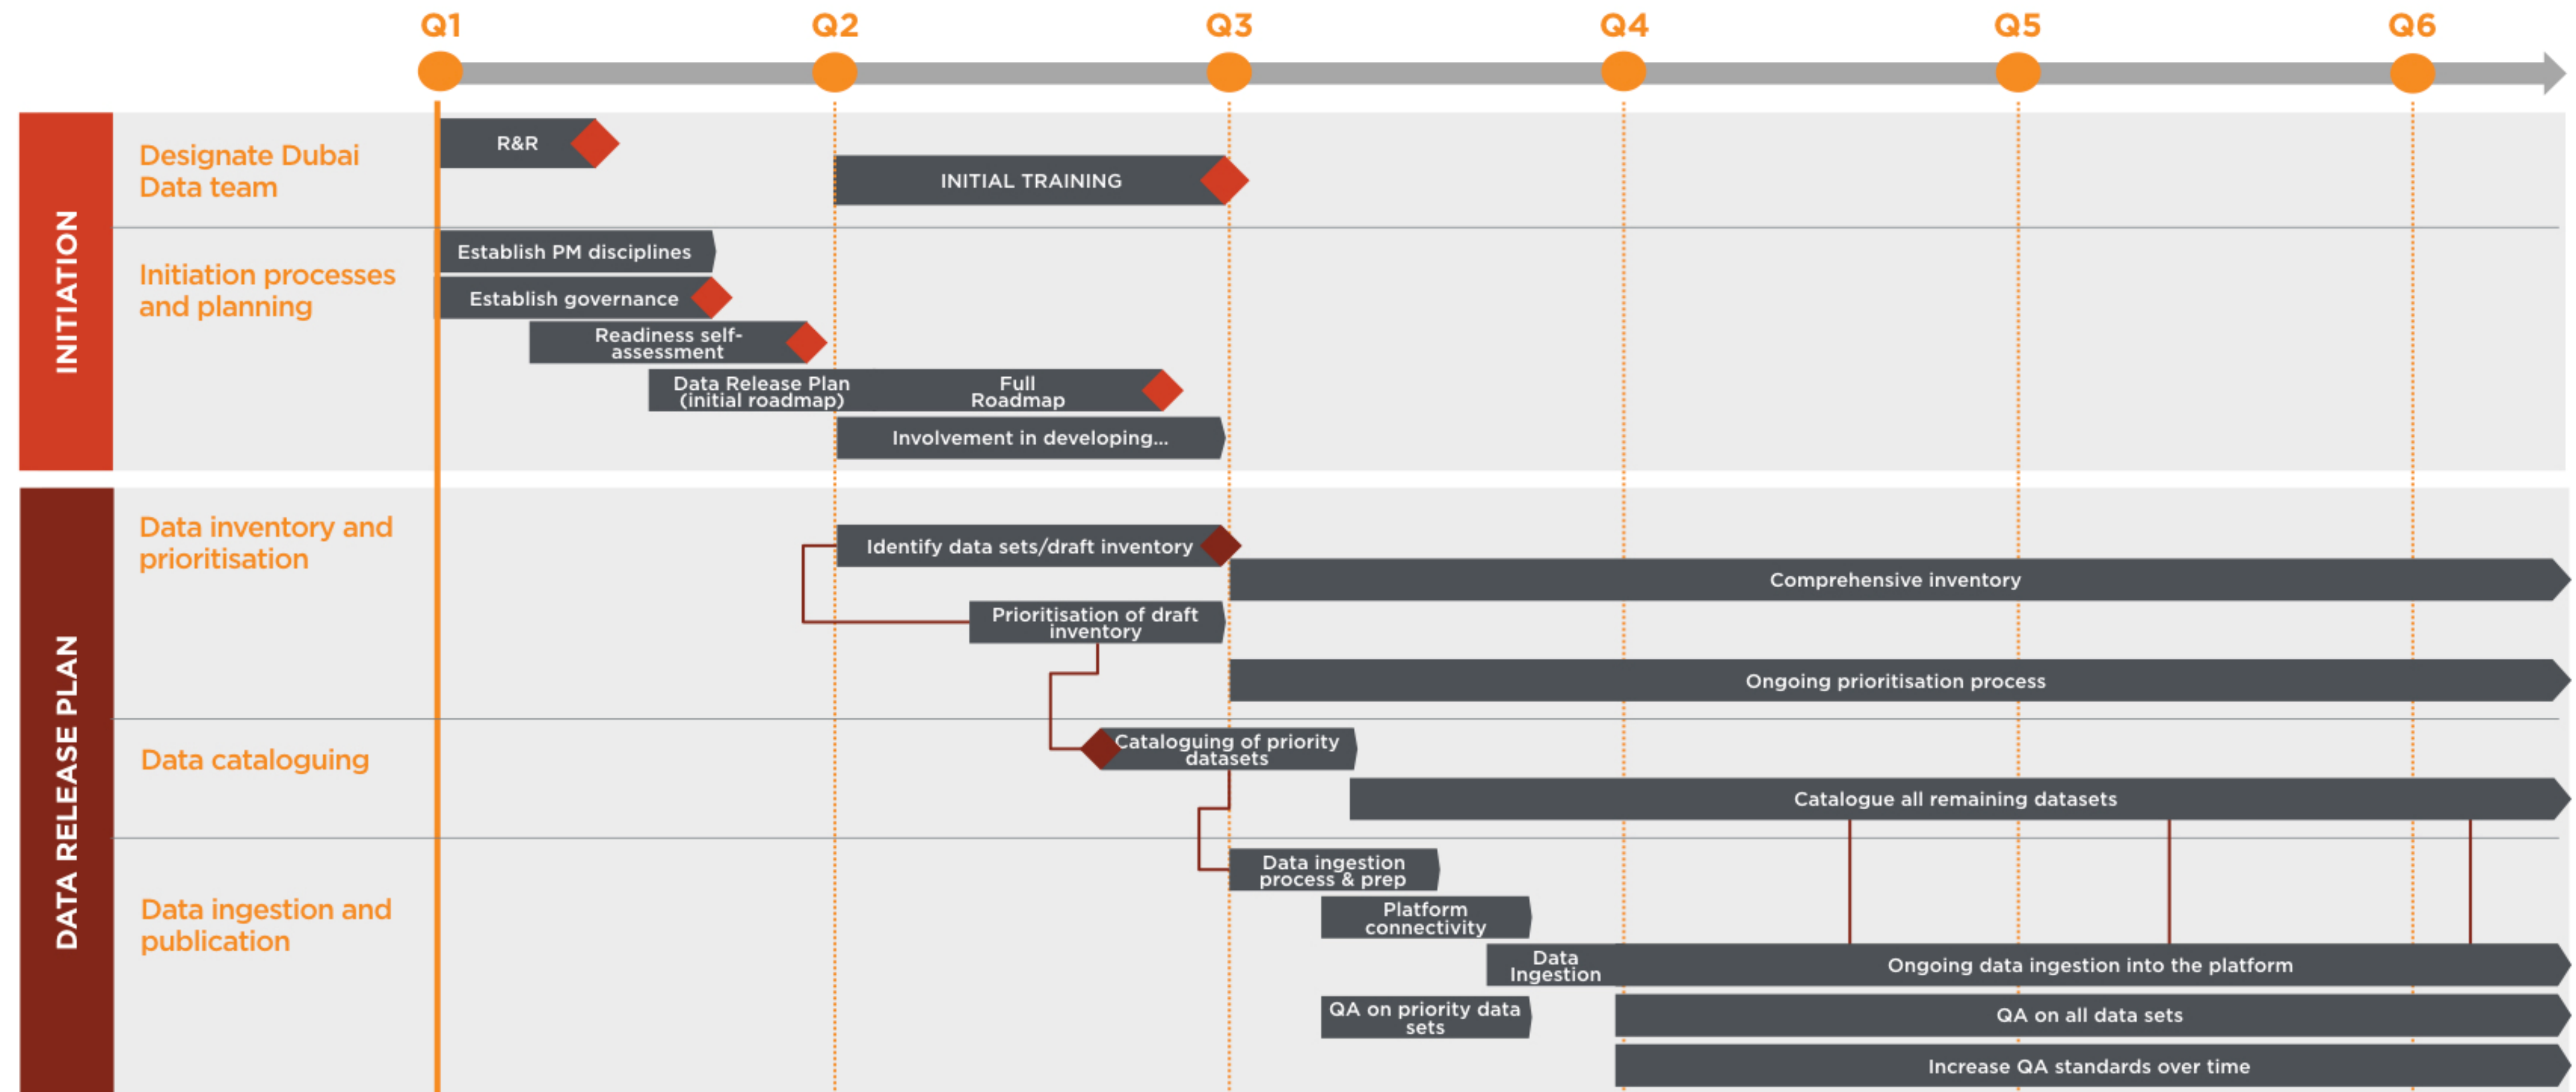 Q1 Q2 Q3 Q4 Q5 Q6
INITIATION
Designate Dubai
Data team
R&R
INITIAL TRAINING
Initiation processes
and planning
Establish PM disciplines
Establish governance
Readiness self-
assessment
Data Release Plan
(initial roadmap)
Full
Roadmap
Involvement in developing...
DATA RELEASE PLAN
Data inventory and
prioritisation
Identify data sets/draft inventory
Comprehensive inventory
Prioritisation of draft
inventory
Ongoing prioritisation process
Data cataloguing
Cataloguing of priority
datasets
Catalogue all remaining datasets
Data ingestion and
publication
Data ingestion
process & prep
Platform
connectivity
Data
Ingestion
Ongoing data ingestion into the platform
QA on priority data
sets
QA on all data sets
Increase QA standards over time